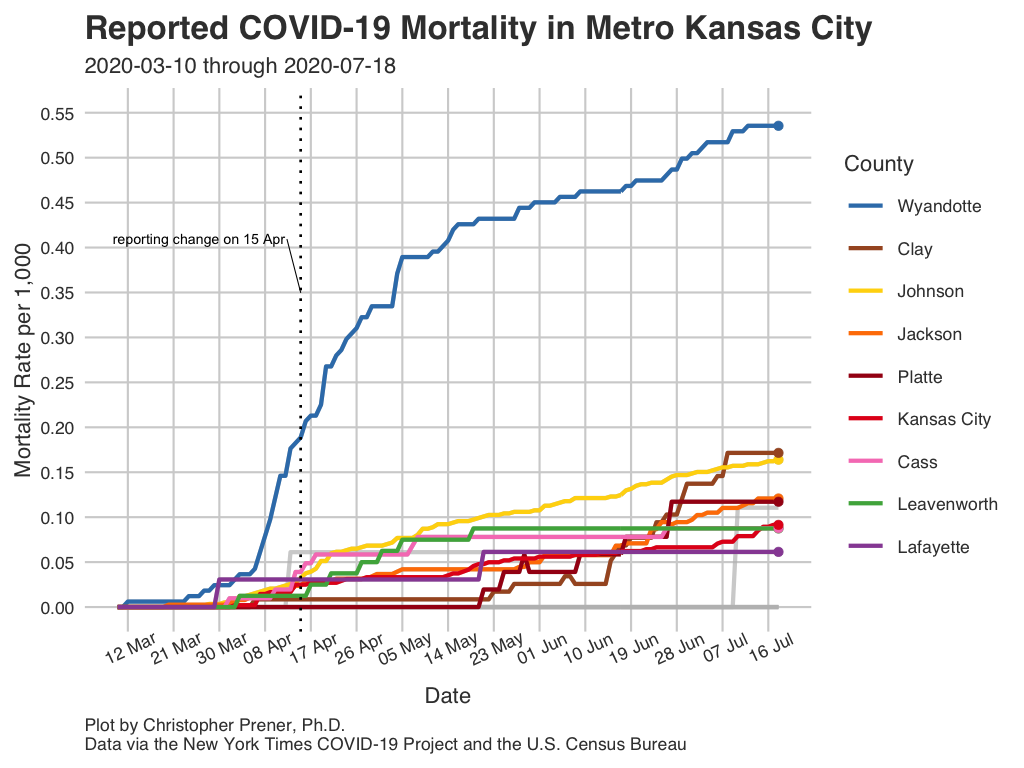 Reported COVID-19 Mortality in Metro Kansas City
2020-03-10 through 2020-07-18
Mortality Rate per 1,000
0.55
0.50
0.45
0.40
0.35
0.30
0.25
0.20
0.15
0.10
0.05
0.00
reporting change on 15 Apr
12 Mar
21 Mar
30 Mar
08 Apr
17 Apr
26 Apr
05 May
14 May
23 May
01 Jun
10 Jun
19 Jun
28 Jun
07 Jul
16 Jul
Date
County
Wyandotte
Clay
Johnson
Jackson
Platte
Kansas City
Cass
Leavenworth
Lafayette
Plot by Christopher Prener, Ph.D.
Data via the New York Times COVID-19 Project and the U.S. Census Bureau